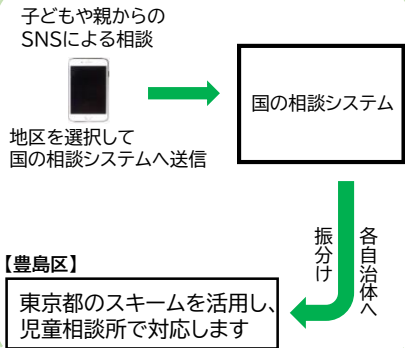 子どもや親からの
SNSによる相談
地区を選択して
国の相談システムへ送信
国の相談システム
各自治体へ
振分け
【豊島区】
東京都のスキームを活用し、
児童相談所で対応します